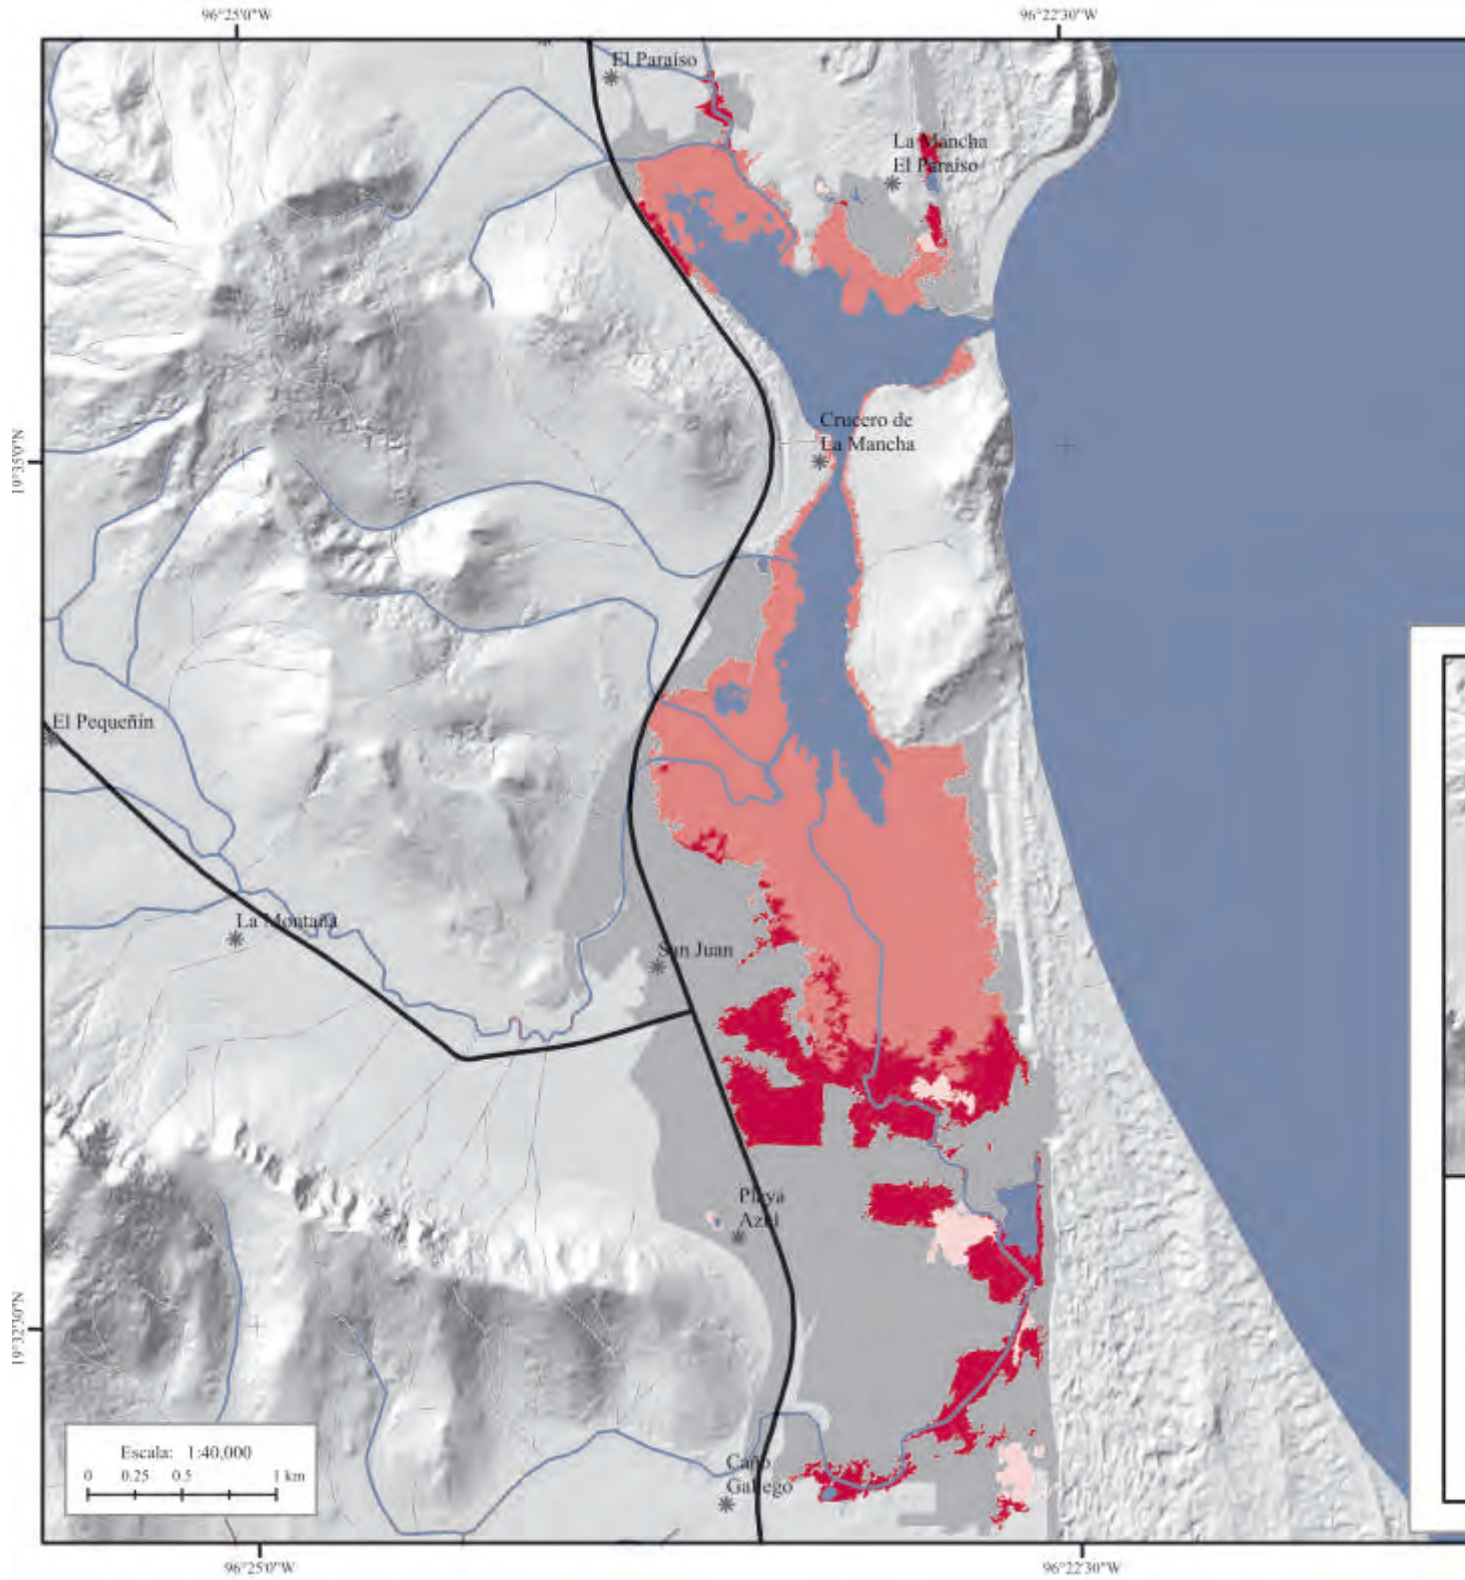 96°25'0"W
96°22'30"W
El Paraíso
La Mancha
El Paraíso
Crucero de
La Mancha
19°35'0"N
El Pequeñín
La Montaña
San Juan
Playa
Azul
19°32'30"N
Escala: 1:40,000
0 0.25 0.5 1 km
Caño
Gallego
96°25'0"W
96°22'30"W